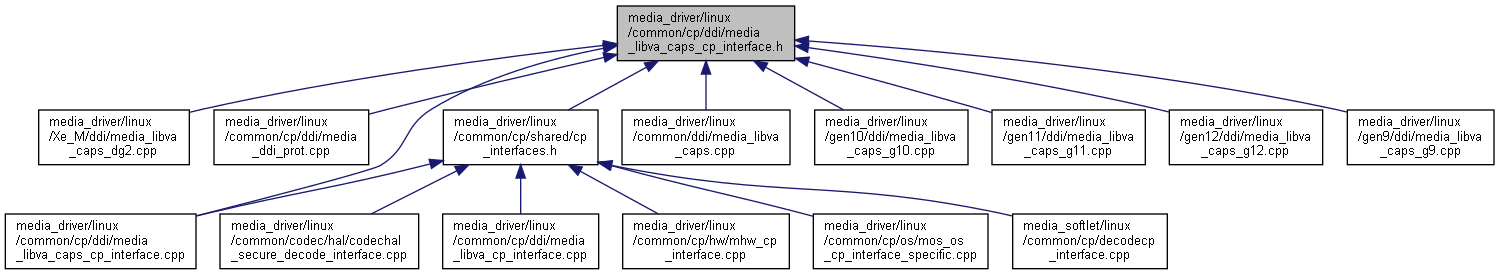 media_driver/linux
/common/cp/ddi/media
_libva_caps_cp_interface.h
media_driver/linux
/Xe_M/ddi/media_libva
_caps_dg2.cpp
media_driver/linux
/common/cp/ddi/media
_ddi_prot.cpp
media_driver/linux
/common/cp/shared/cp
_interfaces.h
media_driver/linux
/common/ddi/media_libva
_caps.cpp
media_driver/linux
/gen10/ddi/media_libva
_caps_g10.cpp
media_driver/linux
/gen11/ddi/media_libva
_caps_g11.cpp
media_driver/linux
/gen12/ddi/media_libva
_caps_g12.cpp
media_driver/linux
/gen9/ddi/media_libva
_caps_g9.cpp
media_driver/linux
/common/cp/ddi/media
_libva_caps_cp_interface.cpp
media_driver/linux
/common/codec/hal/codechal
_secure_decode_interface.cpp
media_driver/linux
/common/cp/ddi/media
_libva_cp_interface.cpp
media_driver/linux
/common/cp/hw/mhw_cp
_interface.cpp
media_driver/linux
/common/cp/os/mos_os
_cp_interface_specific.cpp
media_softlet/linux
/common/cp/decodecp
_interface.cpp